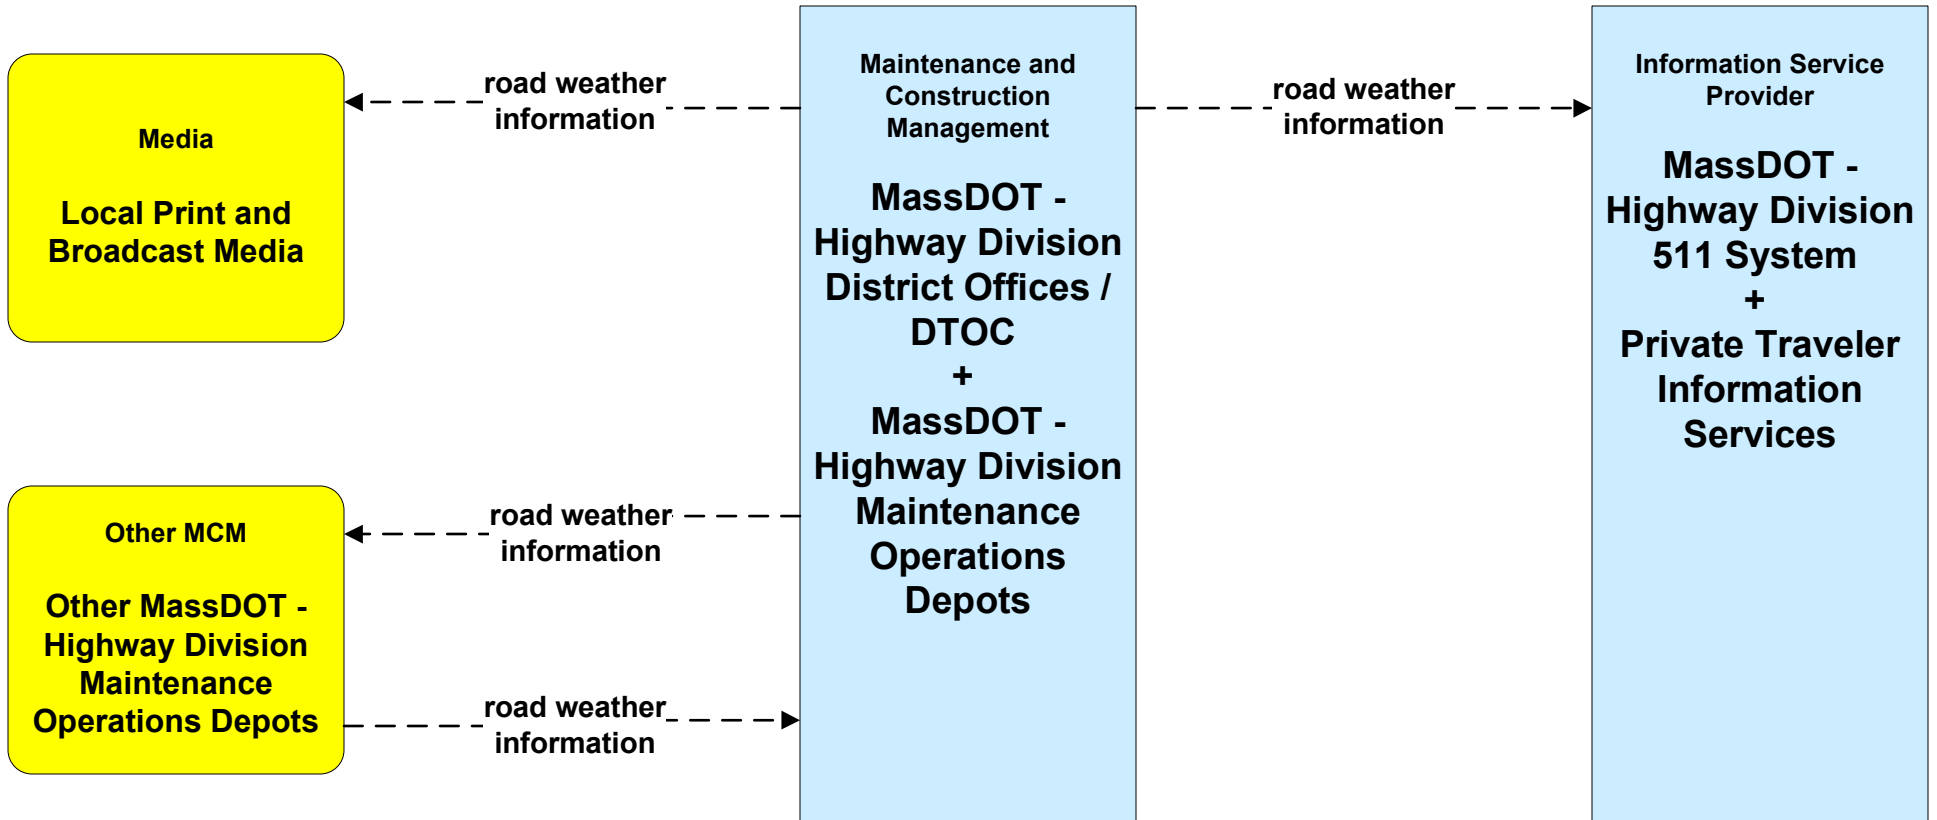 Media
Local Print and
Broadcast Media
road weather
information
Maintenance and
Construction
Management
MassDOT -
Highway Division
District Offices /
DTOC
+
MassDOT -
Highway Division
Maintenance
Operations
Depots
road weather
information
Information Service
Provider
MassDOT -
Highway Division
511 System
+
Private Traveler
Information
Services
Other MCM
Other MassDOT -
Highway Division
Maintenance
Operations Depots
road weather
information
road weather
information